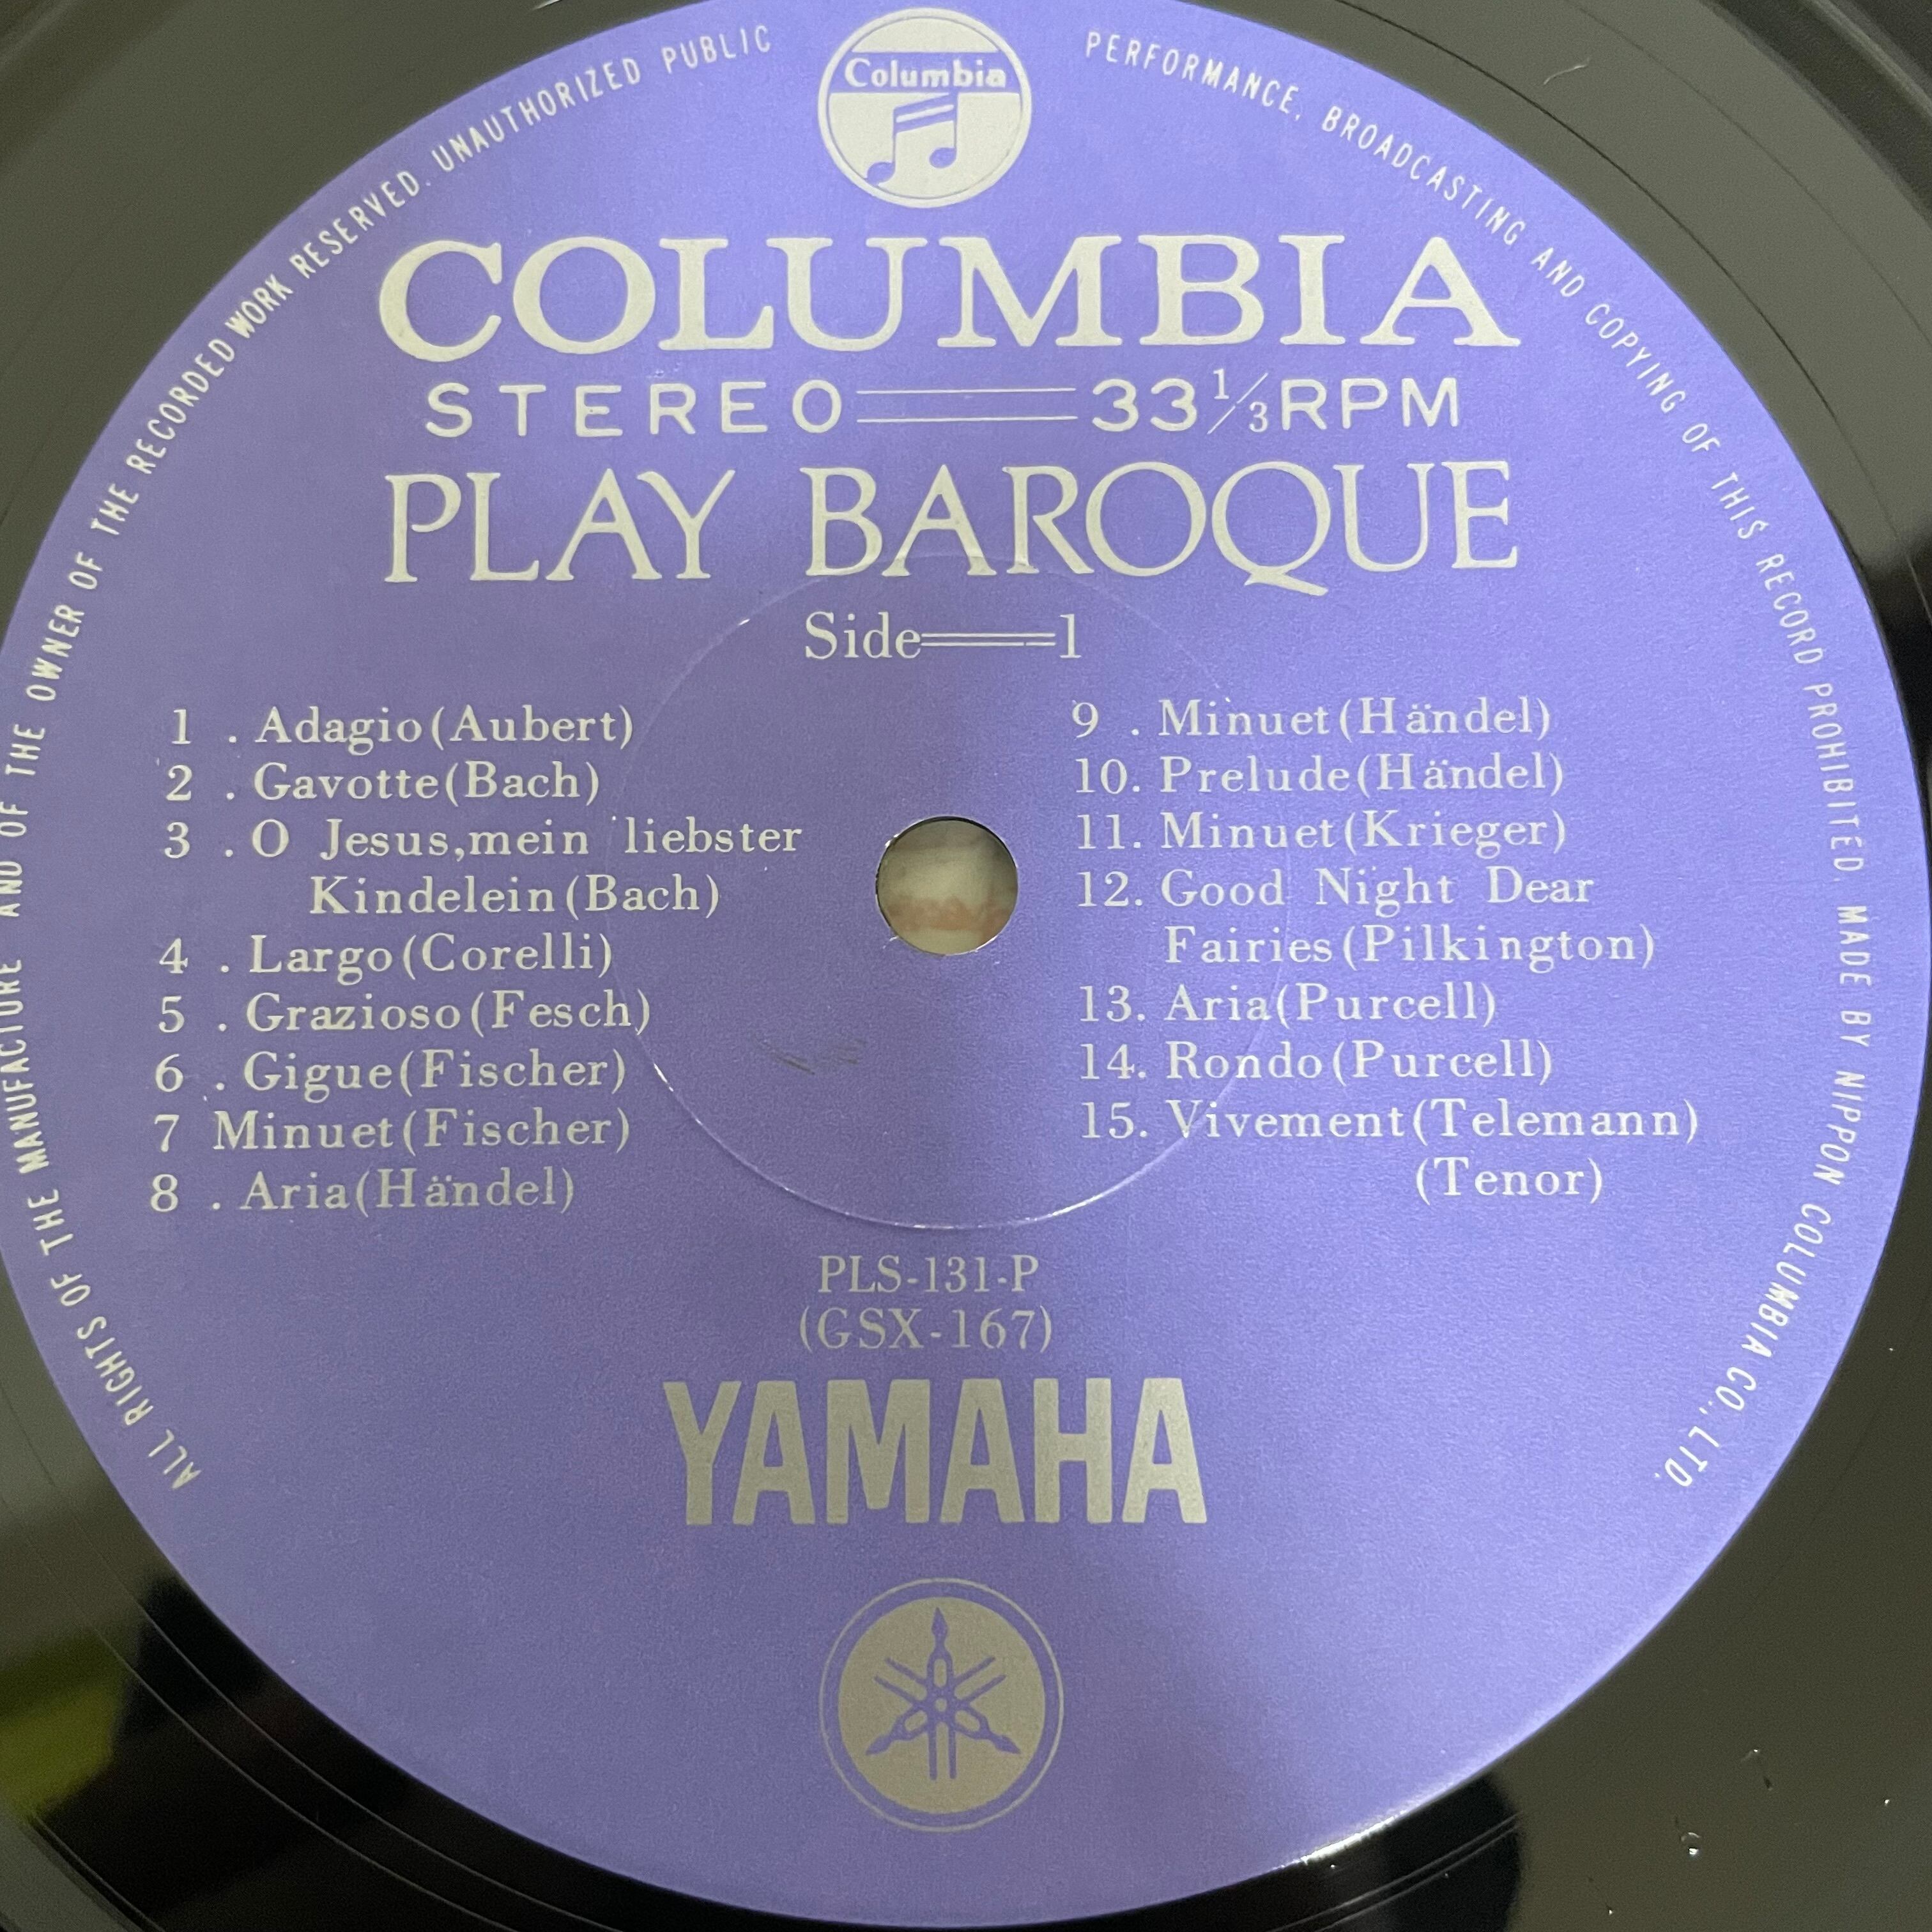 ALL RIGHTS OF THE MANUFACTURE AND OF THE OWNER OF THE RECORDED WORK RESERVED. UNAUTHORIZED PUBLIC PERFORMANCE, BROADCASTING AND COPYING OF THIS RECORD PROHIBITED. MADE BY NIPPON COLUMBIA CO., LTD.
Columbia
COLUMBIA
STEREO 33 1/3 RPM
PLAY BAROQUE
Side 1
1 . Adagio(Aubert)
2 . Gavotte(Bach)
3 . O Jesus,mein liebster
Kindelein(Bach)
4 . Largo(Corelli)
5 . Grazioso(Fesch)
6 . Gigue(Fischer)
7 Minuet(Fischer)
8 . Aria(Händel)
9 . Minuet(Händel)
10. Prelude(Händel)
11. Minuet(Krieger)
12. Good Night Dear
Fairies(Pilkington)
13. Aria(Purcell)
14. Rondo(Purcell)
15. Vivement(Telemann)
(Tenor)
PLS-131-P
(GSX-167)
YAMAHA